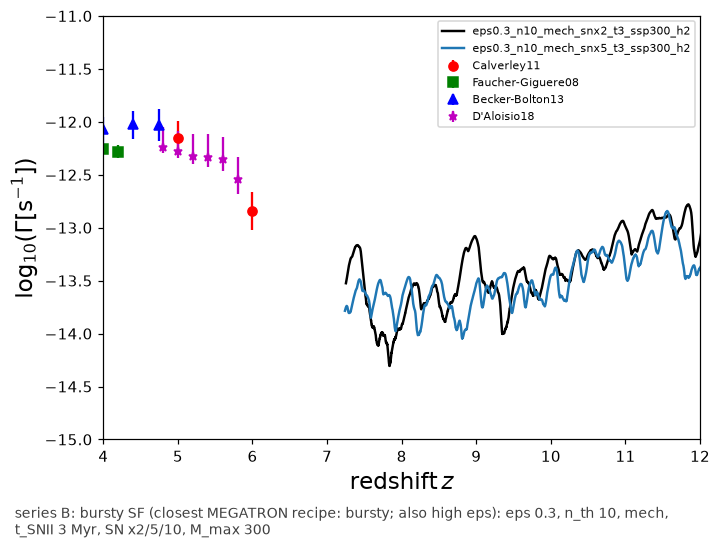 −11.0
−11.5
−12.0
−12.5
−13.0
−13.5
−14.0
−14.5
−15.0
log₁₀(Γ[s⁻¹])
eps0.3_n10_mech_snx2_t3_ssp300_h2
eps0.3_n10_mech_snx5_t3_ssp300_h2
Calverley11
Faucher-Giguere08
Becker-Bolton13
D'Aloisio18
4 5 6 7 8 9 10 11 12
redshift z
series B: bursty SF (closest MEGATRON recipe: bursty; also high eps): eps 0.3, n_th 10, mech,
t_SNII 3 Myr, SN x2/5/10, M_max 300